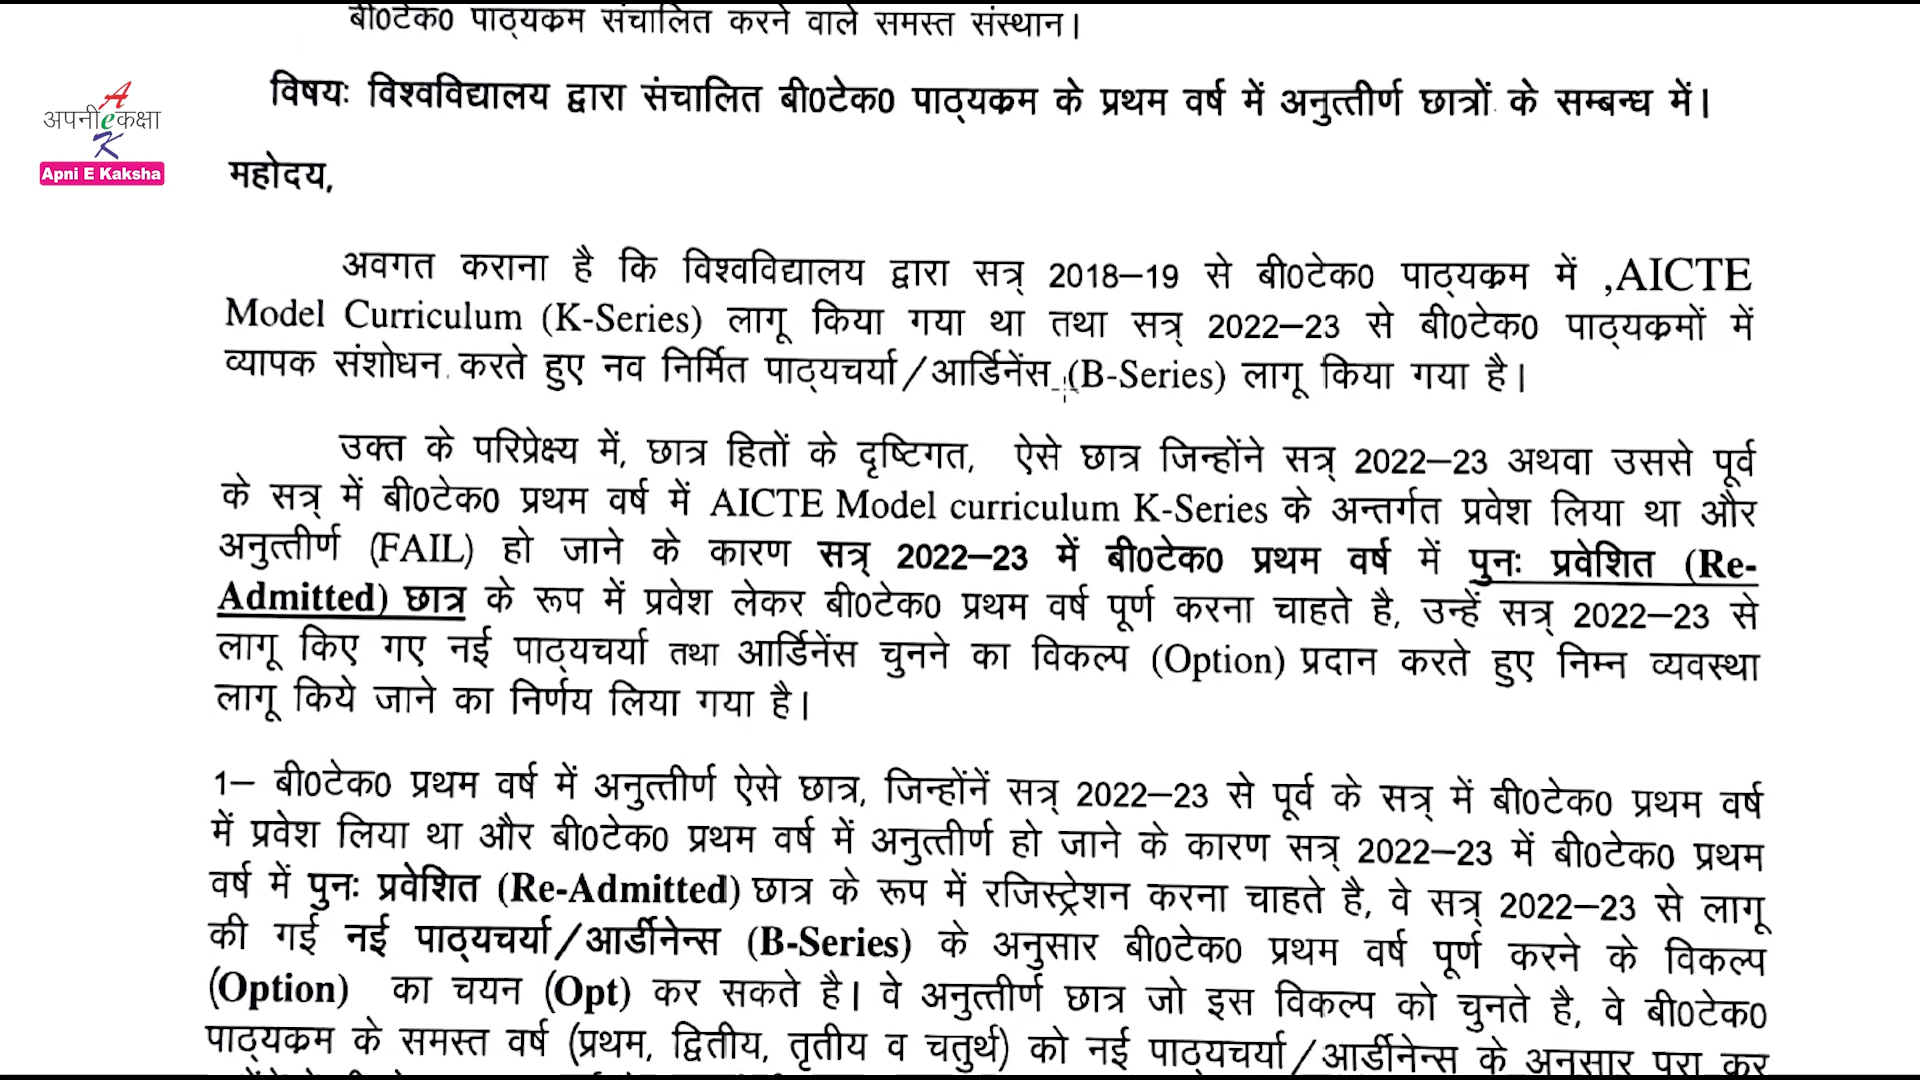 बी0टेक0 पाठ्यक्रम संचालित करने वाले समस्त संस्थान।
विषयः विश्वविद्यालय द्वारा संचालित बी0टेक0 पाठ्यक्रम के प्रथम वर्ष में अनुत्तीर्ण छात्रों के सम्बन्ध में।
अपनी e कक्षा
A
K
Apni E Kaksha
महोदय,
अवगत कराना है कि विश्वविद्यालय द्वारा सत्र् 2018–19 से बी0टेक0 पाठ्यक्रम में ,AICTE
Model Curriculum (K-Series) लागू किया गया था तथा सत्र् 2022–23 से बी0टेक0 पाठ्यक्रमों में
व्यापक संशोधन करते हुए नव निर्मित पाठ्यचर्या/आर्डिनेंस (B-Series) लागू किया गया है।
उक्त के परिप्रेक्ष्य में, छात्र हितों के दृष्टिगत, ऐसे छात्र जिन्होंने सत्र् 2022–23 अथवा उससे पूर्व
के सत्र् में बी0टेक0 प्रथम वर्ष में AICTE Model curriculum K-Series के अन्तर्गत प्रवेश लिया था और
अनुत्तीर्ण (FAIL) हो जाने के कारण सत्र् 2022–23 में बी0टेक0 प्रथम वर्ष में पुनः प्रवेशित (Re-
Admitted) छात्र के रूप में प्रवेश लेकर बी0टेक0 प्रथम वर्ष पूर्ण करना चाहते है, उन्हें सत्र् 2022–23 से
लागू किए गए नई पाठ्यचर्या तथा आर्डिनेंस चुनने का विकल्प (Option) प्रदान करते हुए निम्न व्यवस्था
लागू किये जाने का निर्णय लिया गया है।
1– बी0टेक0 प्रथम वर्ष में अनुत्तीर्ण ऐसे छात्र, जिन्होंनें सत्र् 2022–23 से पूर्व के सत्र् में बी0टेक0 प्रथम वर्ष
में प्रवेश लिया था और बी0टेक0 प्रथम वर्ष में अनुत्तीर्ण हो जाने के कारण सत्र् 2022–23 में बी0टेक0 प्रथम
वर्ष में पुनः प्रवेशित (Re-Admitted) छात्र के रूप में रजिस्ट्रेशन करना चाहते है, वे सत्र् 2022–23 से लागू
की गई नई पाठ्यचर्या/आर्डीनेन्स (B-Series) के अनुसार बी0टेक0 प्रथम वर्ष पूर्ण करने के विकल्प
(Option) का चयन (Opt) कर सकते है। वे अनुत्तीर्ण छात्र जो इस विकल्प को चुनते है, वे बी0टेक0
पाठ्यक्रम के समस्त वर्ष (प्रथम, द्वितीय, तृतीय व चतुर्थ) को नई पाठ्यचर्या/आर्डीनेन्स के अनुसार पूरा कर